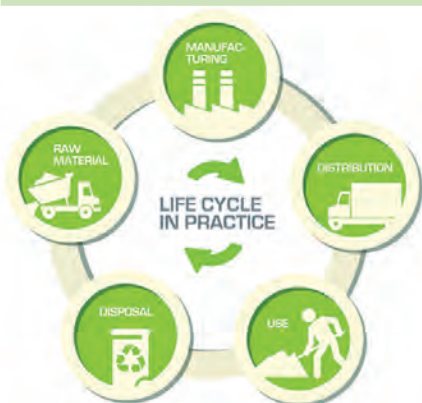 MANUFAC-
TURING
RAW
MATERIAL
DISTRIBUTION
LIFE CYCLE
IN PRACTICE
DISPOSAL
USE